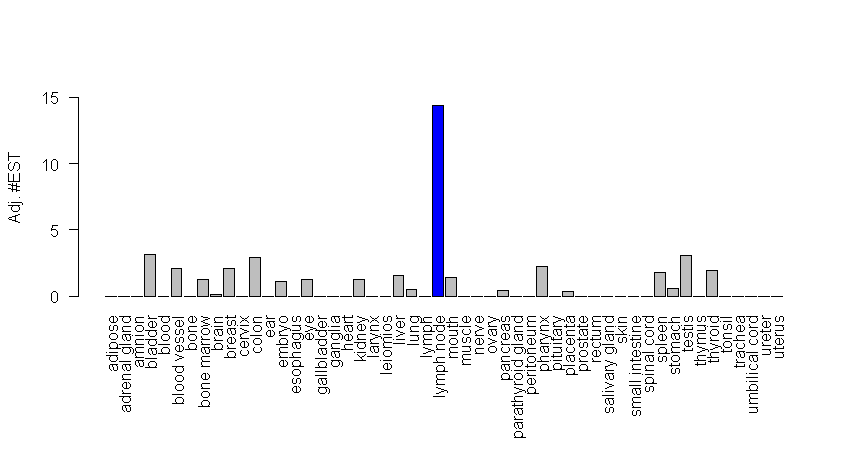 Adj. #EST
15
10
5
0
adipose
adrenal gland
amnion
bladder
blood
blood vessel
bone
bone marrow
brain
breast
cervix
colon
ear
embryo
esophagus
eye
gallbladder
ganglia
heart
kidney
larynx
leiomios
liver
lung
lymph
lymph node
mouth
muscle
nerve
ovary
pancreas
parathyroid gland
peritoneum
pharynx
pituitary
placenta
prostate
rectum
salivary gland
skin
small intestine
spinal cord
spleen
stomach
testis
thymus
thyroid
tonsil
trachea
umbilical cord
ureter
uterus